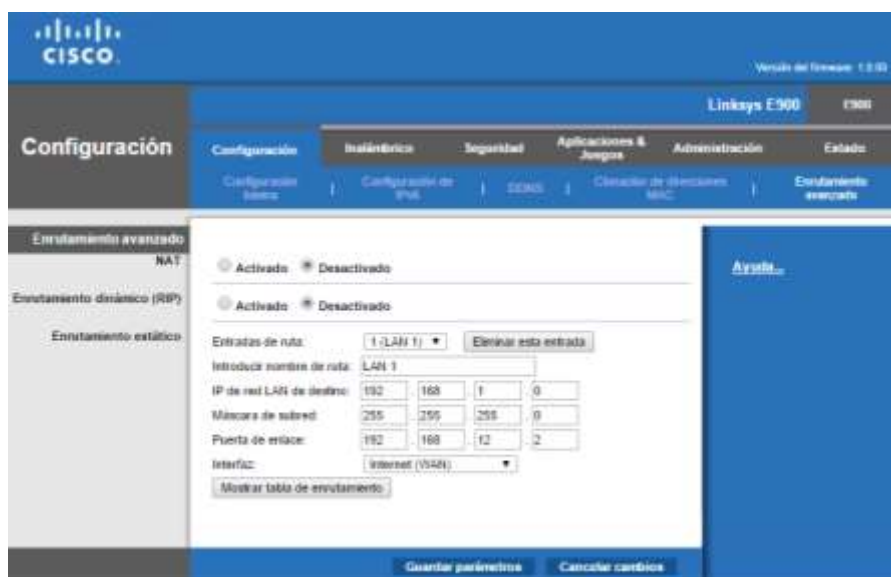 CISCO
Versión del firmware: 1.0.03
Linksys E900 E900
Configuración
Configuración Inalámbrico Seguridad Aplicaciones & Juegos Administración Estado
Configuración básica | Configuración de IPv6 | DDNS | Clonación de direcciones MAC | Enrutamiento avanzado
Enrutamiento avanzado
NAT
Activado Desactivado
Ayuda...
Enrutamiento dinámico (RIP)
Activado Desactivado
Enrutamiento estático
Entradas de ruta: 1 (LAN 1) Eliminar esta entrada
Introducir nombre de ruta: LAN 1
IP de red LAN de destino: 192 . 168 . 1 . 0
Máscara de subred: 255 . 255 . 255 . 0
Puerta de enlace: 192 . 168 . 12 . 2
Interfaz: Internet (WAN)
Mostrar tabla de enrutamiento
Guardar parámetros Cancelar cambios